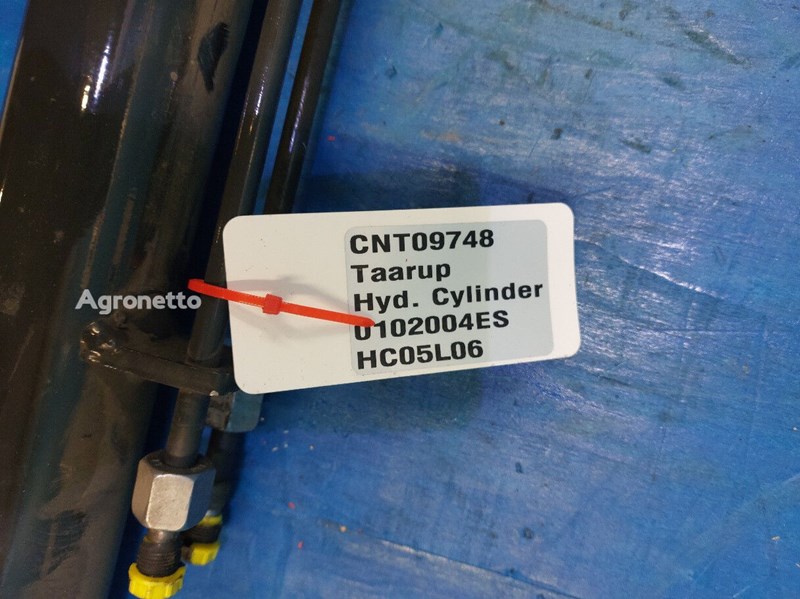 CNT09748
Taarup
Hyd. Cylinder
0102004ES
HC05L06
Agronetto